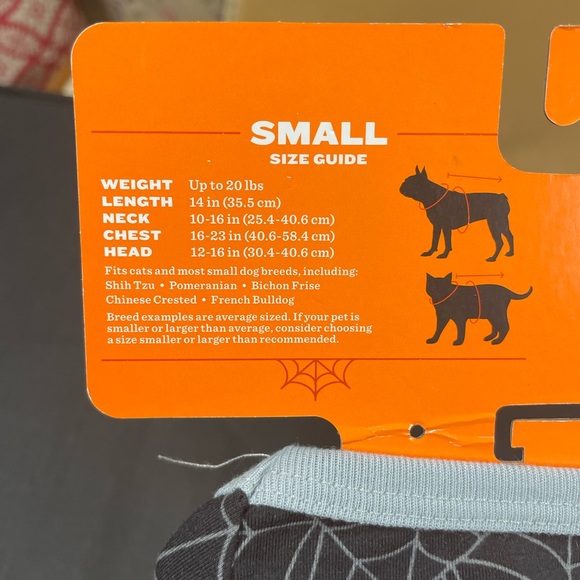 SMALL
SIZE GUIDE
WEIGHT Up to 20 lbs
LENGTH 14 in (35.5 cm)
NECK 10-16 in (25.4-40.6 cm)
CHEST 16-23 in (40.6-58.4 cm)
HEAD 12-16 in (30.4-40.6 cm)
Fits cats and most small dog breeds, including:
Shih Tzu • Pomeranian • Bichon Frise
Chinese Crested • French Bulldog
Breed examples are average sized. If your pet is
smaller or larger than average, consider choosing
a size smaller or larger than recommended.